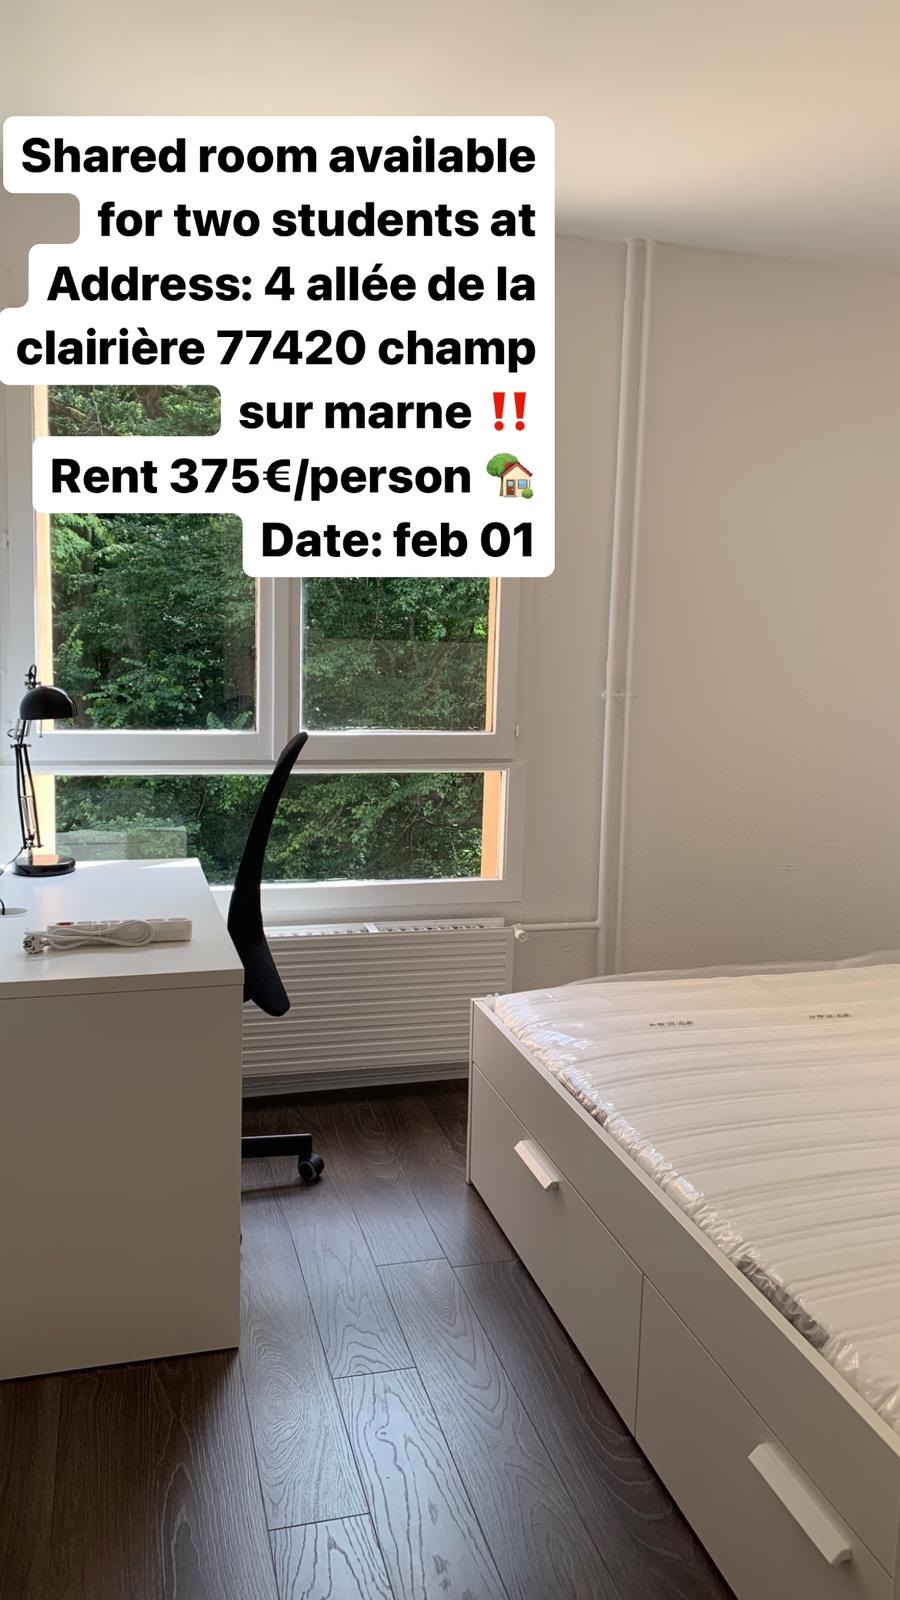 Shared room available
for two students at
Address: 4 allée de la
clairière 77420 champ
sur marne ‼️
Rent 375€/person 🏡
Date: feb 01